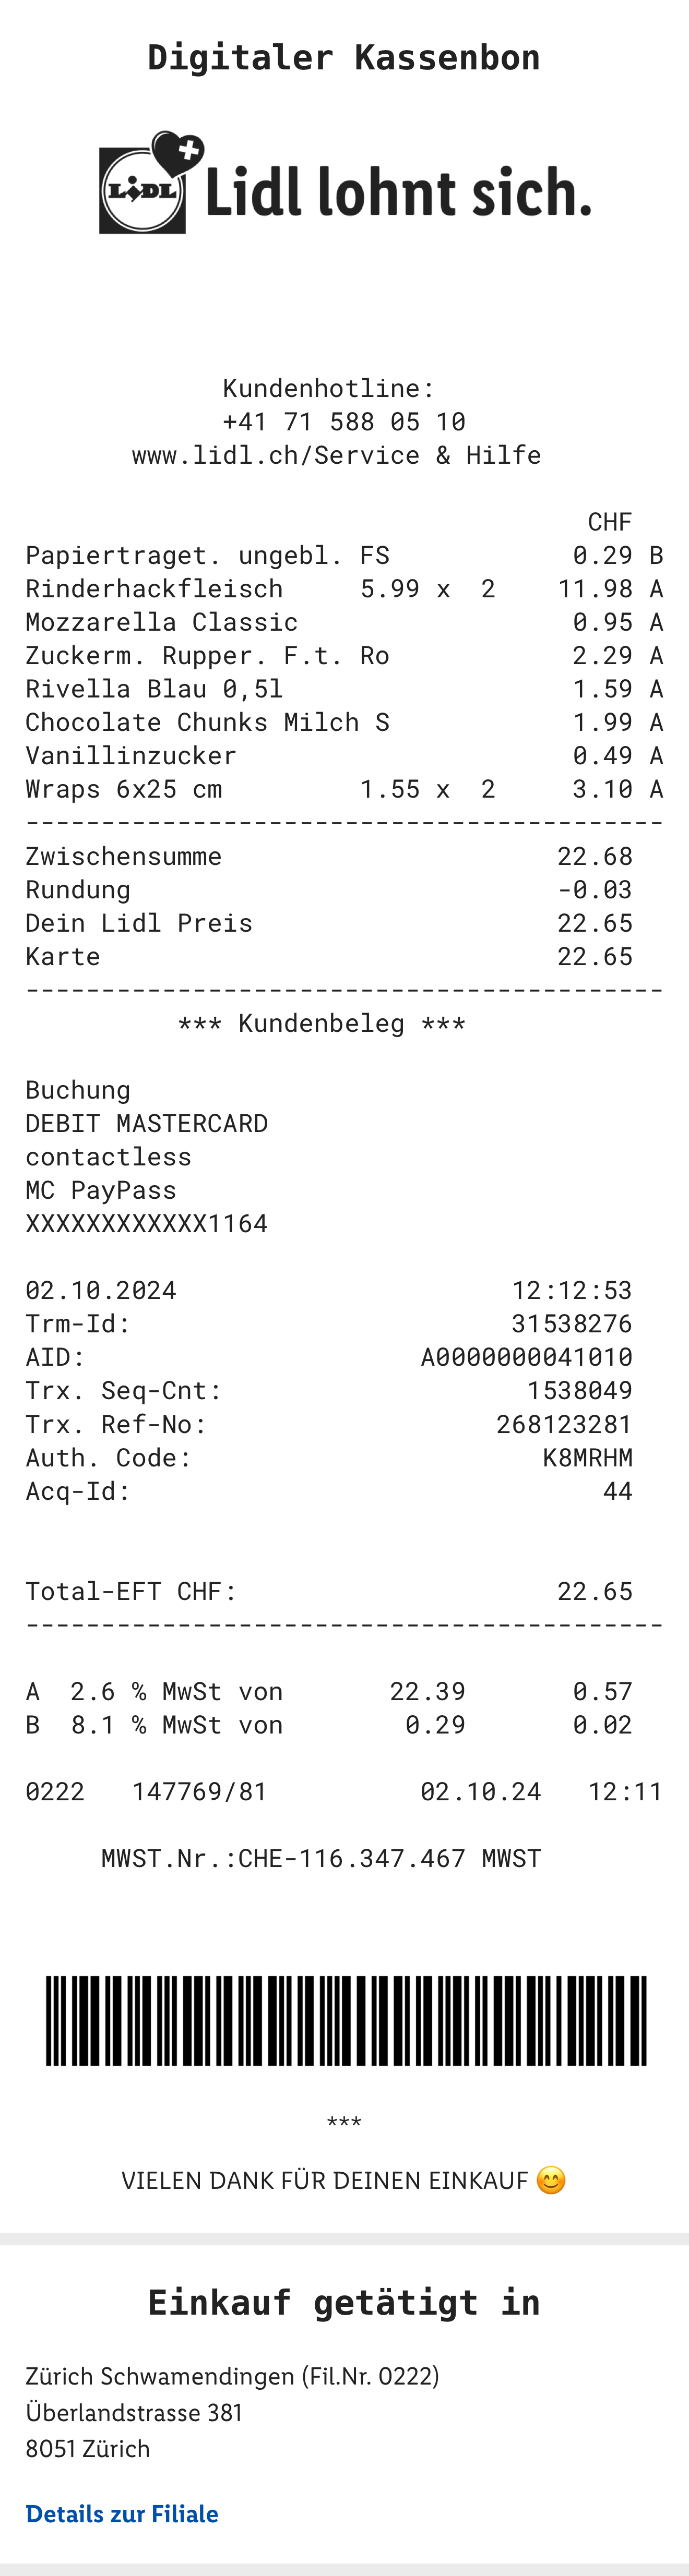 Digitaler Kassenbon
LIDL Lidl lohnt sich.
Kundenhotline:
+41 71 588 05 10
www.lidl.ch/Service & Hilfe
CHF
Papiertraget. ungebl. FS 0.29 B
Rinderhackfleisch 5.99 x 2 11.98 A
Mozzarella Classic 0.95 A
Zuckerm. Rupper. F.t. Ro 2.29 A
Rivella Blau 0,5l 1.59 A
Chocolate Chunks Milch S 1.99 A
Vanillinzucker 0.49 A
Wraps 6x25 cm 1.55 x 2 3.10 A
------------------------------------------
Zwischensumme 22.68
Rundung -0.03
Dein Lidl Preis 22.65
Karte 22.65
------------------------------------------
*** Kundenbeleg ***
Buchung
DEBIT MASTERCARD
contactless
MC PayPass
XXXXXXXXXXXX1164
02.10.2024 12:12:53
Trm-Id: 31538276
AID: A0000000041010
Trx. Seq-Cnt: 1538049
Trx. Ref-No: 268123281
Auth. Code: K8MRHM
Acq-Id: 44
Total-EFT CHF: 22.65
------------------------------------------
A 2.6 % MwSt von 22.39 0.57
B 8.1 % MwSt von 0.29 0.02
0222 147769/81 02.10.24 12:11
MWST.Nr.:CHE-116.347.467 MWST
***
VIELEN DANK FÜR DEINEN EINKAUF 😊
Einkauf getätigt in
Zürich Schwamendingen (Fil.Nr. 0222)
Überlandstrasse 381
8051 Zürich
Details zur Filiale